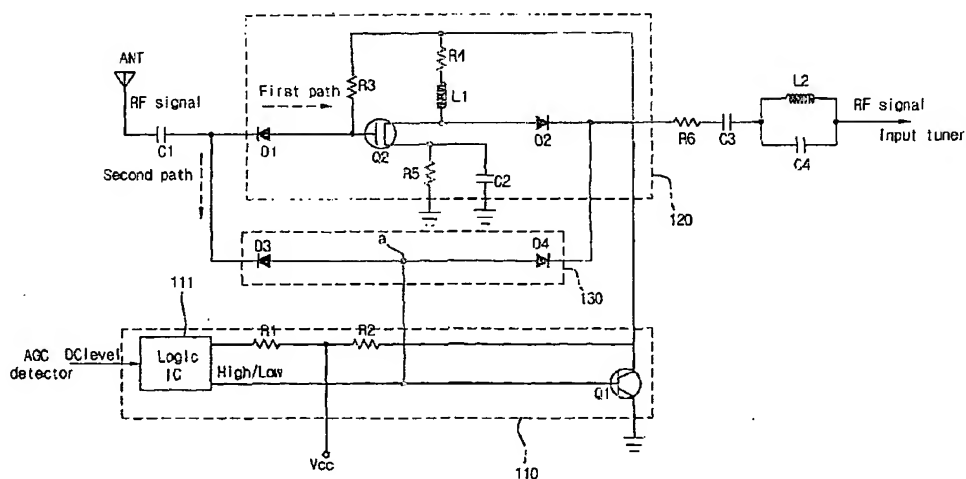 ANT
RF signal
C1
First path
Second path
D1
R3
R4
L1
Q2
R5
C2
D2
120
R6
C3
L2
C4
RF signal
Input tuner
a
D3
D4
130
111
AGC
detector
DC level
Logic
IC
High/Low
R1
R2
Q1
Vcc
110